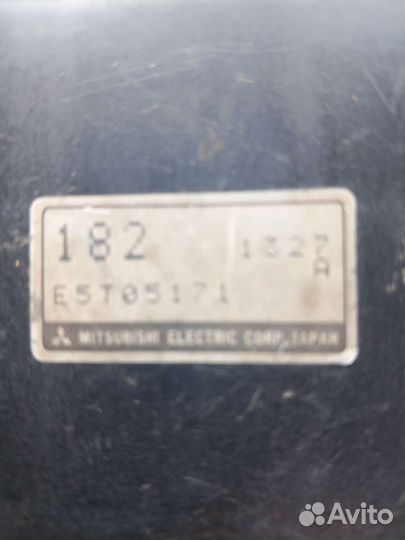 182 1327
A
E5T05171
MITSUBISHI ELECTRIC CORP. JAPAN
Avito